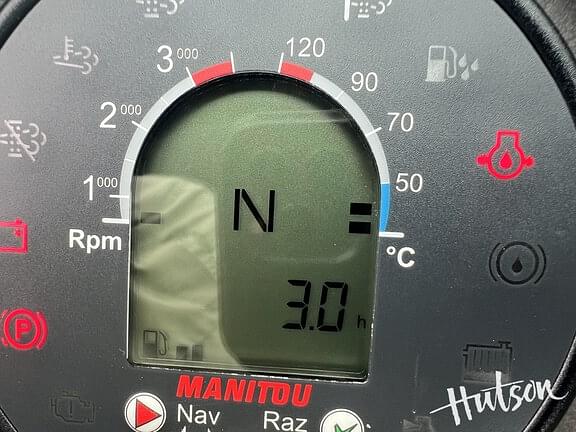 3000 120
90
2000 70
1000 50
N
Rpm °C
3.0 h
P
MANITOU
Hutson
Nav Raz